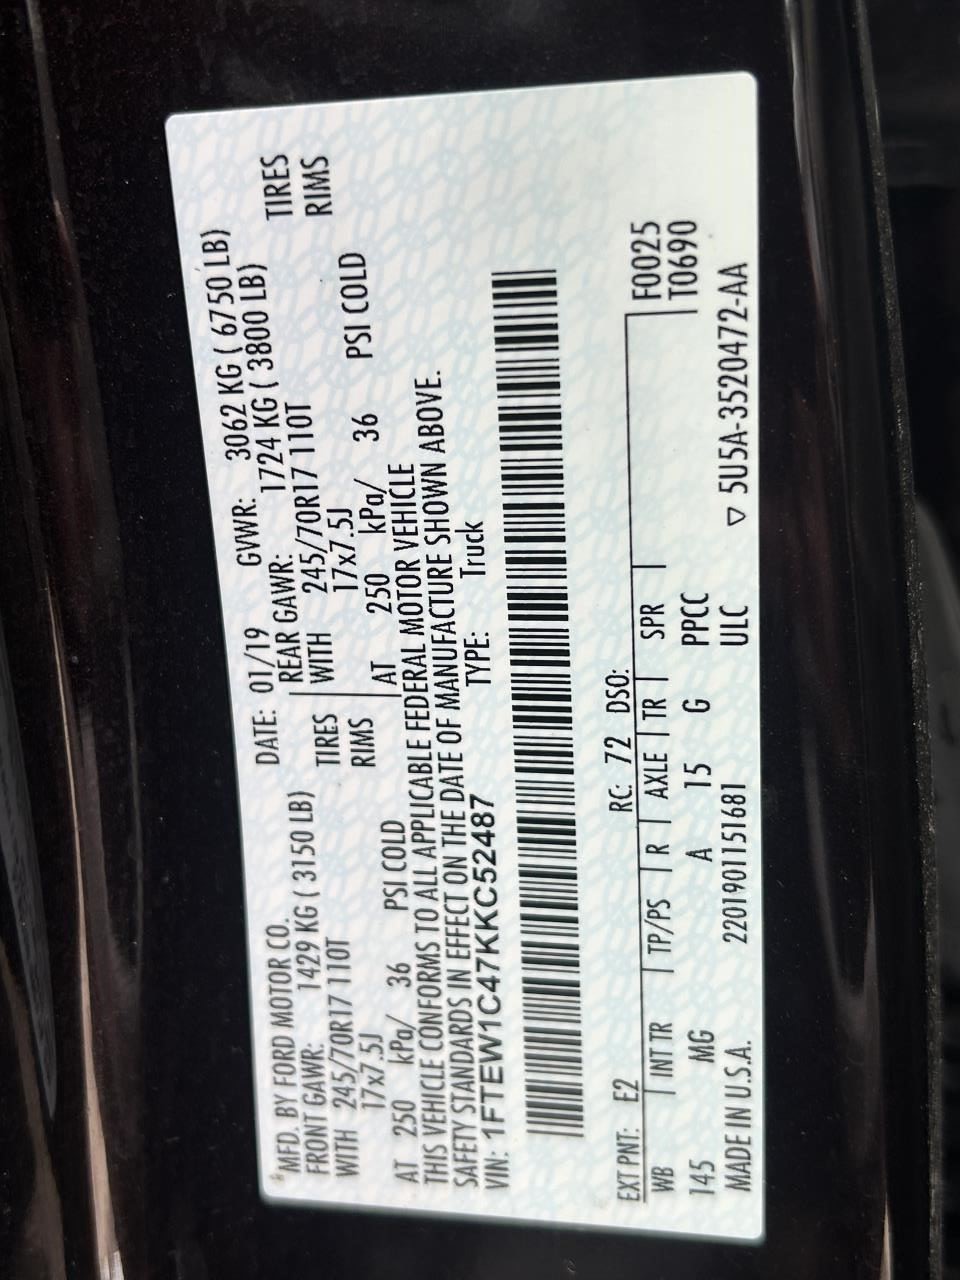 MFD. BY FORD MOTOR CO. DATE: 01/19 GVWR: 3062 KG ( 6750 LB)
FRONT GAWR: 1429 KG ( 3150 LB) REAR GAWR: 1724 KG ( 3800 LB)
WITH 245/70R17 110T TIRES WITH 245/70R17 110T TIRES
17x7.5J RIMS 17x7.5J RIMS
AT 250 kPa/ 36 PSI COLD AT 250 kPa/ 36 PSI COLD
THIS VEHICLE CONFORMS TO ALL APPLICABLE FEDERAL MOTOR VEHICLE
SAFETY STANDARDS IN EFFECT ON THE DATE OF MANUFACTURE SHOWN ABOVE.
VIN: 1FTEW1C47KKC52487 TYPE: Truck
EXT PNT: E2 RC: 72 DSO: F0025
WB INT TR TP/PS R AXLE TR SPR T0690
145 MG A 15 G PPCC
MADE IN U.S.A. 2201901151681 ULC ▽ 5U5A-3520472-AA